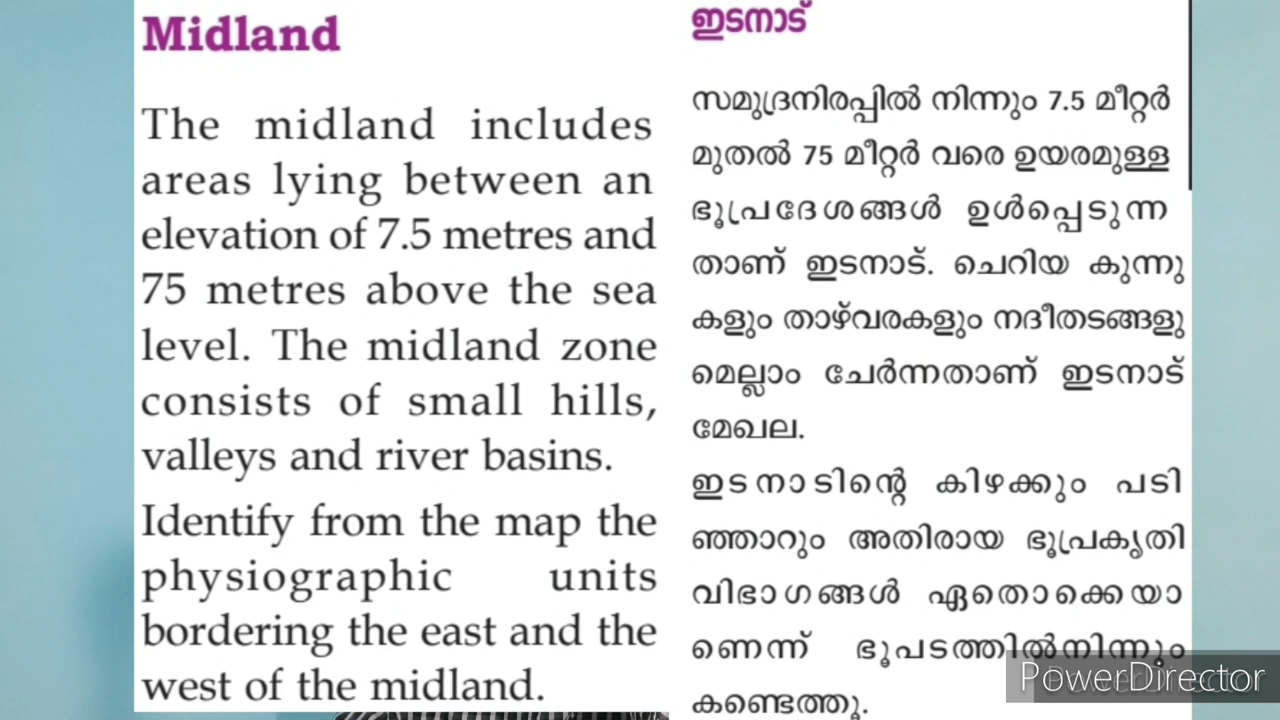 Midland
The midland includes
areas lying between an
elevation of 7.5 metres and
75 metres above the sea
level. The midland zone
consists of small hills,
valleys and river basins.
Identify from the map the
physiographic units
bordering the east and the
west of the midland.
ഇടനാട്
സമുദ്രനിരപ്പിൽ നിന്നും 7.5 മീറ്റർ
മുതൽ 75 മീറ്റർ വരെ ഉയരമുള്ള
ഭൂപ്രദേശങ്ങൾ ഉൾപ്പെടുന്ന
താണ് ഇടനാട്. ചെറിയ കുന്നു
കളും താഴ്‌വരകളും നദീതടങ്ങളു
മെല്ലാം ചേർന്നതാണ് ഇടനാട്
മേഖല.
ഇടനാടിന്റെ കിഴക്കും പടി
ഞ്ഞാറും അതിരായ ഭൂപ്രകൃതി
വിഭാഗങ്ങൾ ഏതൊക്കെയാ
ണെന്ന് ഭൂപടത്തിൽനിന്നും
കണ്ടെത്തൂ.
PowerDirector